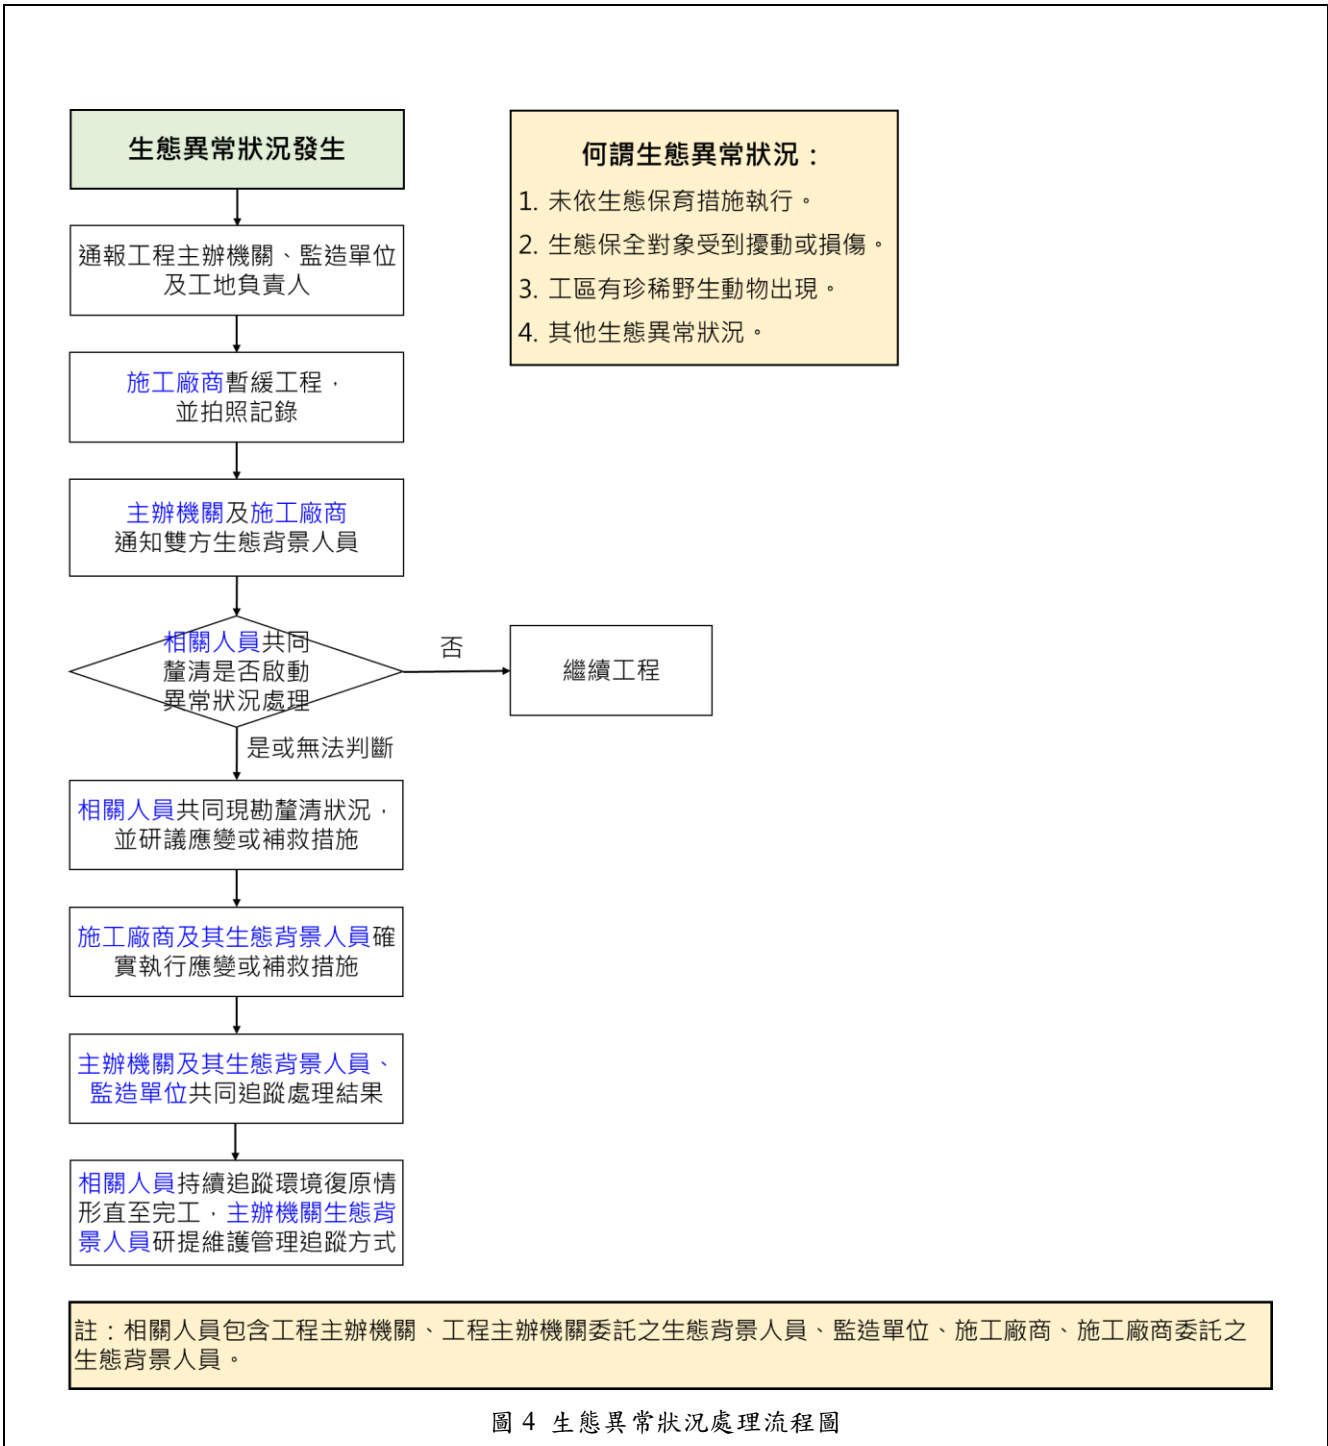 生態異常狀況發生
通報工程主辦機關、監造單位
及工地負責人
施工廠商暫緩工程，
並拍照記錄
主辦機關及施工廠商
通知雙方生態背景人員
相關人員共同
釐清是否啟動
異常狀況處理
否
繼續工程
是或無法判斷
相關人員共同現勘釐清狀況，
並研議應變或補救措施
施工廠商及其生態背景人員確
實執行應變或補救措施
主辦機關及其生態背景人員、
監造單位共同追蹤處理結果
相關人員持續追蹤環境復原情
形直至完工，主辦機關生態背
景人員研提維護管理追蹤方式
何謂生態異常狀況：
1. 未依生態保育措施執行。
2. 生態保全對象受到擾動或損傷。
3. 工區有珍稀野生動物出現。
4. 其他生態異常狀況。
註：相關人員包含工程主辦機關、工程主辦機關委託之生態背景人員、監造單位、施工廠商、施工廠商委託之
生態背景人員。
圖 4 生態異常狀況處理流程圖